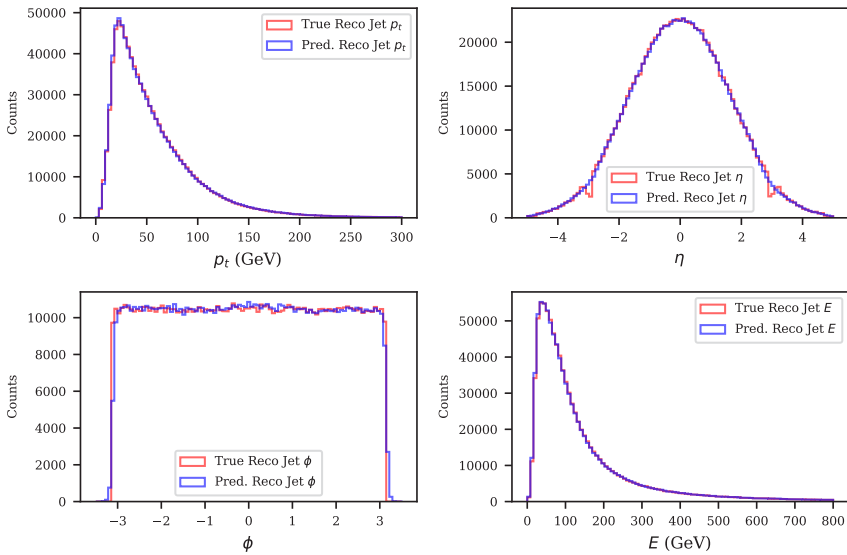 50000
40000
30000
20000
10000
0
Counts
True Reco Jet pₜ
Pred. Reco Jet pₜ
0 50 100 150 200 250 300
pₜ (GeV)
20000
15000
10000
5000
0
Counts
True Reco Jet η
Pred. Reco Jet η
−4 −2 0 2 4
η
10000
8000
6000
4000
2000
0
Counts
True Reco Jet ϕ
Pred. Reco Jet ϕ
−3 −2 −1 0 1 2 3
ϕ
50000
40000
30000
20000
10000
0
Counts
True Reco Jet E
Pred. Reco Jet E
0 100 200 300 400 500 600 700 800
E (GeV)